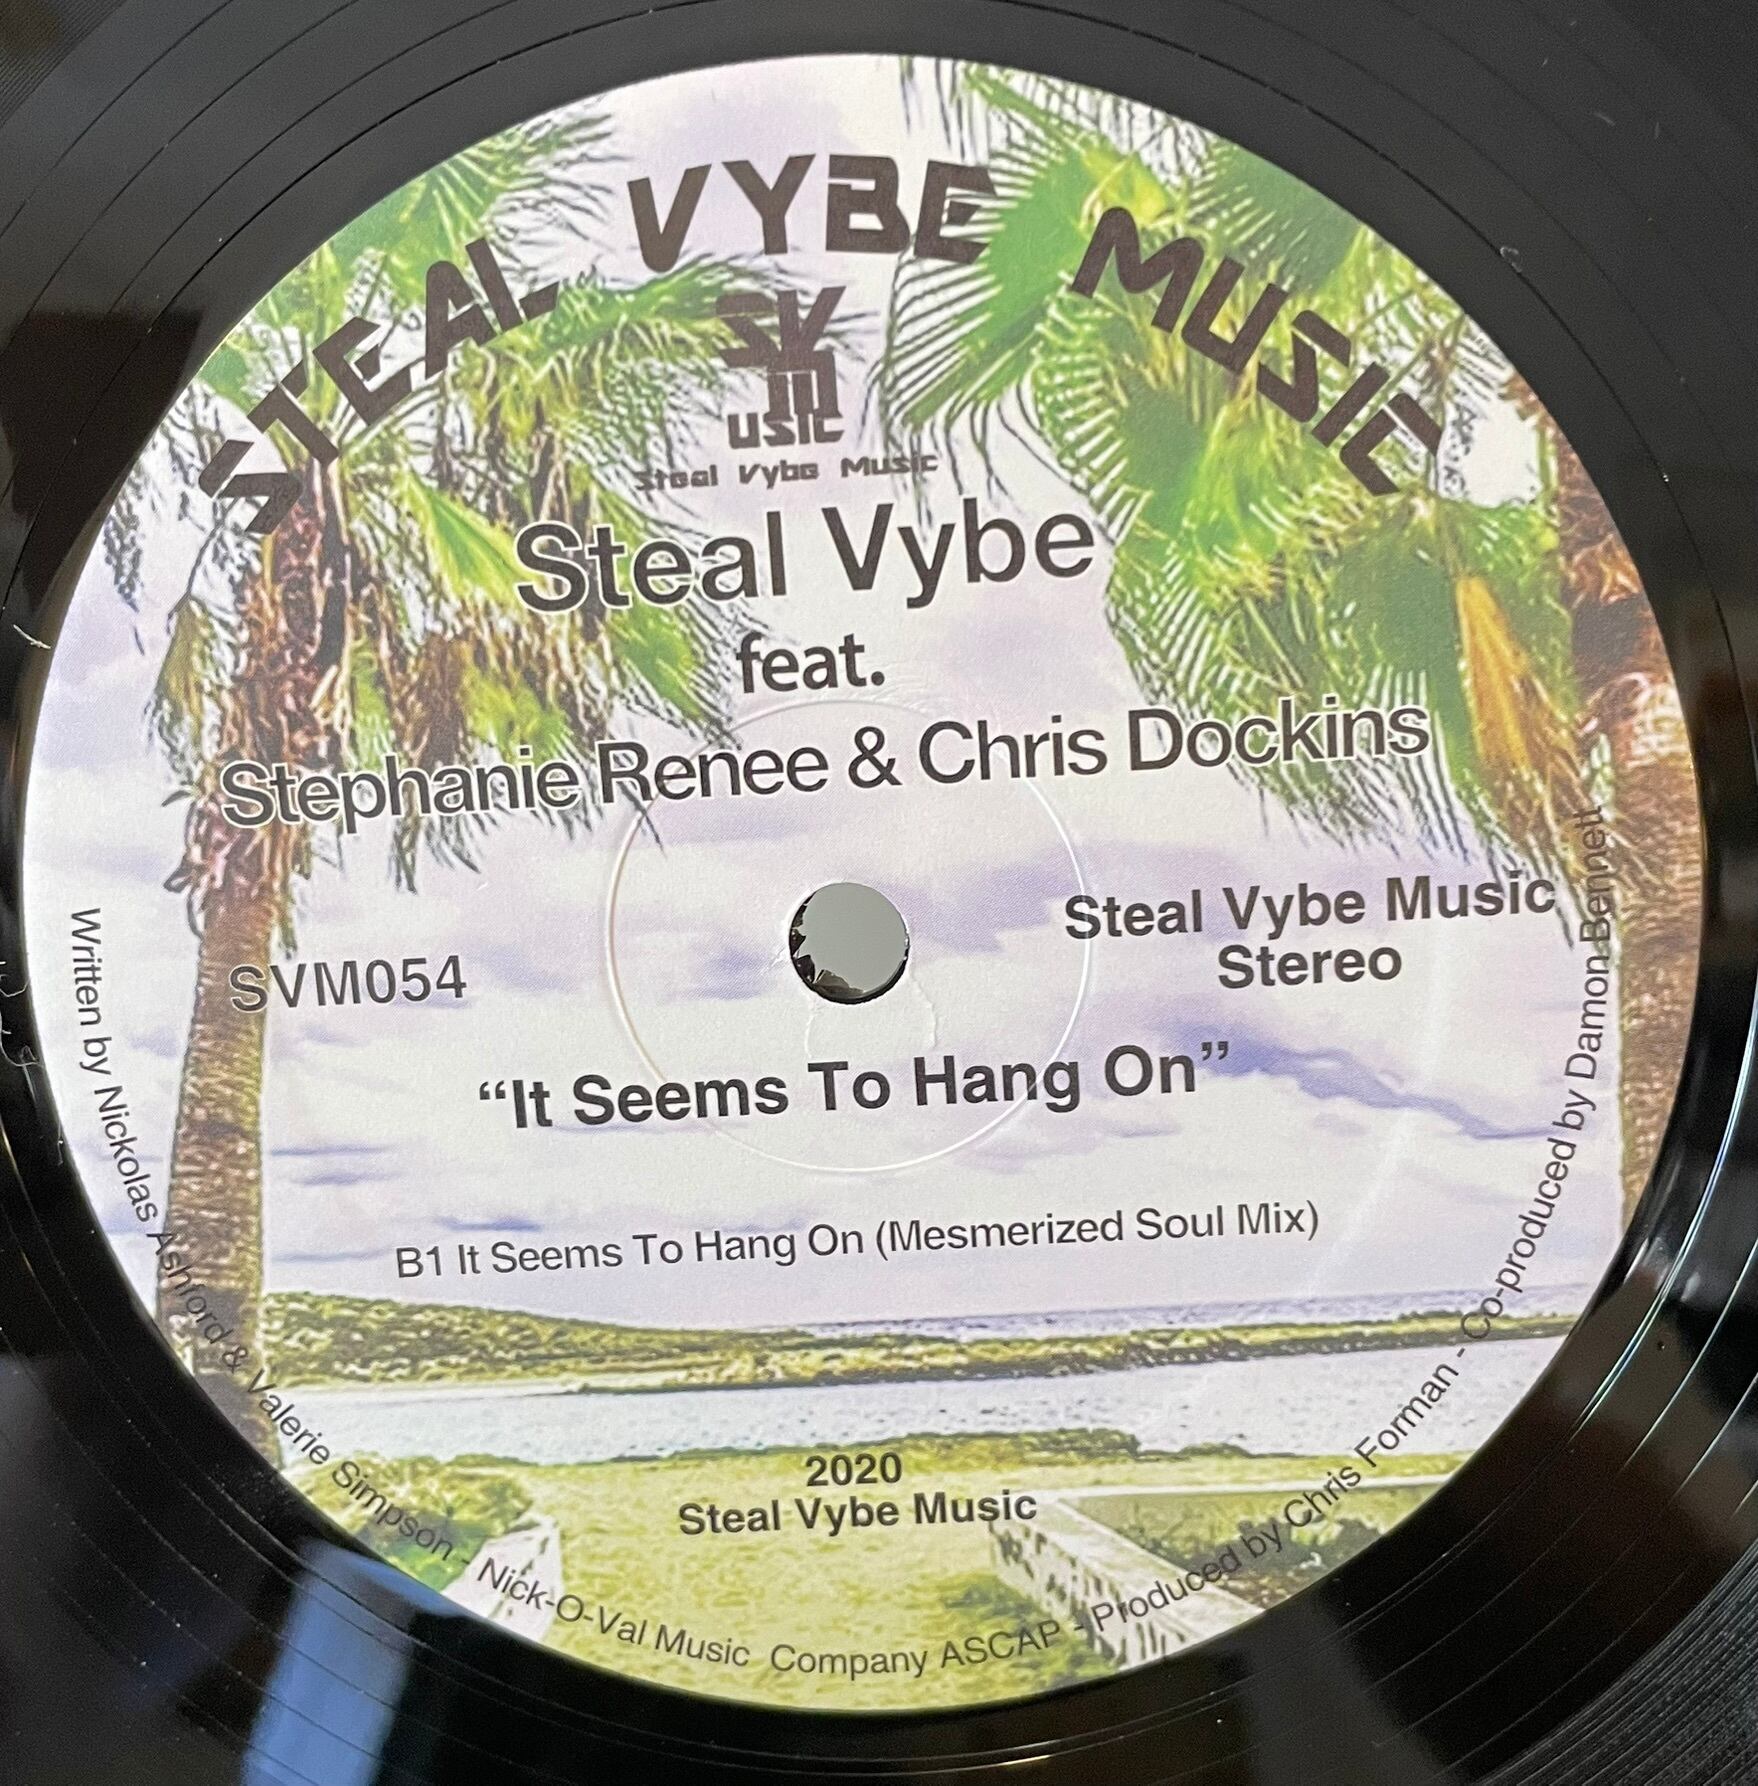 STEAL VYBE MUSIC
SV
m
usic
Steal Vybe Music
Steal Vybe
feat.
Stephanie Renee & Chris Dockins
SVM054
Steal Vybe Music
Stereo
“It Seems To Hang On”
B1 It Seems To Hang On (Mesmerized Soul Mix)
2020
Steal Vybe Music
Written by Nickolas Ashford & Valerie Simpson - Nick-O-Val Music Company ASCAP - Produced by Chris Forman - Co-produced by Damon Bennett